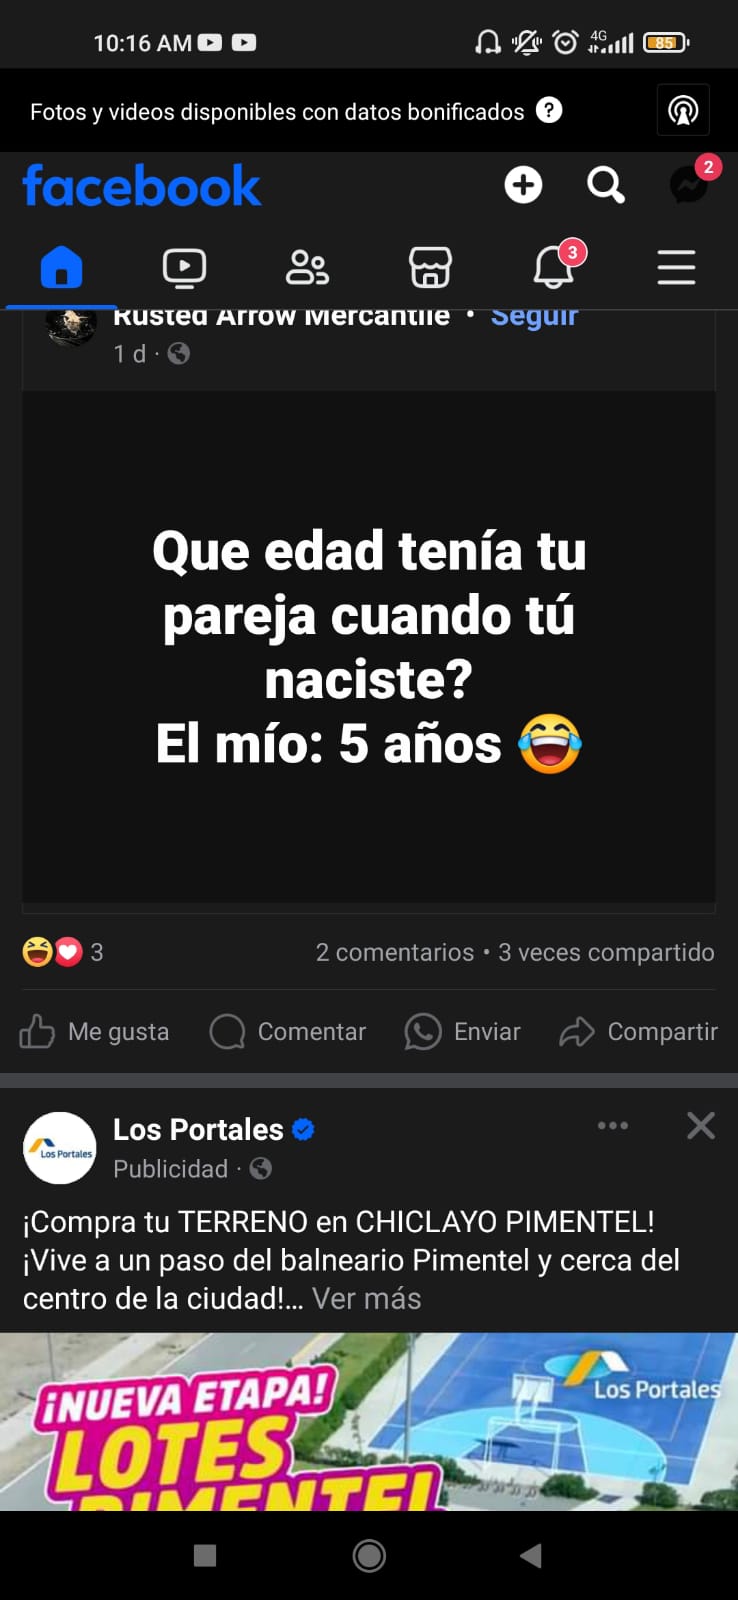 10:16 AM
4G
85
Fotos y videos disponibles con datos bonificados ?
facebook
2
3
Rusted Arrow Mercantile • Seguir
1 d ·
Que edad tenía tu
pareja cuando tú
naciste?
El mío: 5 años 😂
3
2 comentarios • 3 veces compartido
Me gusta
Comentar
Enviar
Compartir
Los Portales
Los Portales
Publicidad ·
¡Compra tu TERRENO en CHICLAYO PIMENTEL!
¡Vive a un paso del balneario Pimentel y cerca del
centro de la ciudad!... Ver más
¡NUEVA ETAPA!
LOTES
PIMENTEL
Los Portales